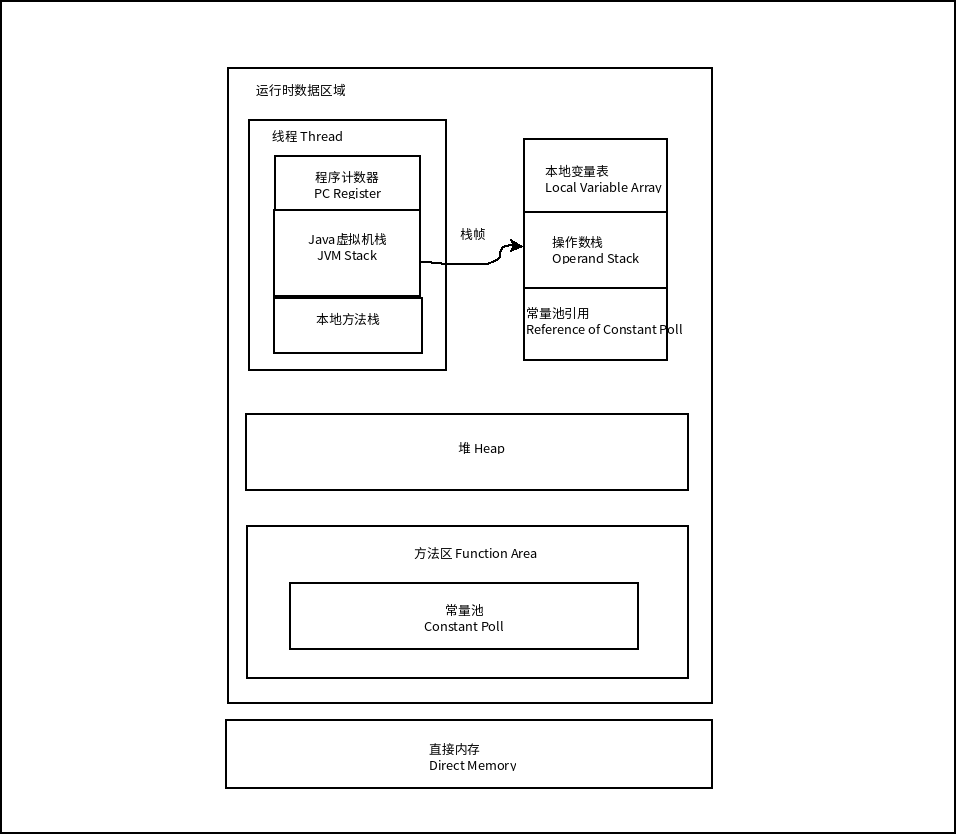 运行时数据区域
线程 Thread
程序计数器
PC Register
Java虚拟机栈
JVM Stack
本地方法栈
栈帧
本地变量表
Local Variable Array
操作数栈
Operand Stack
常量池引用
Reference of Constant Poll
堆 Heap
方法区 Function Area
常量池
Constant Poll
直接内存
Direct Memory